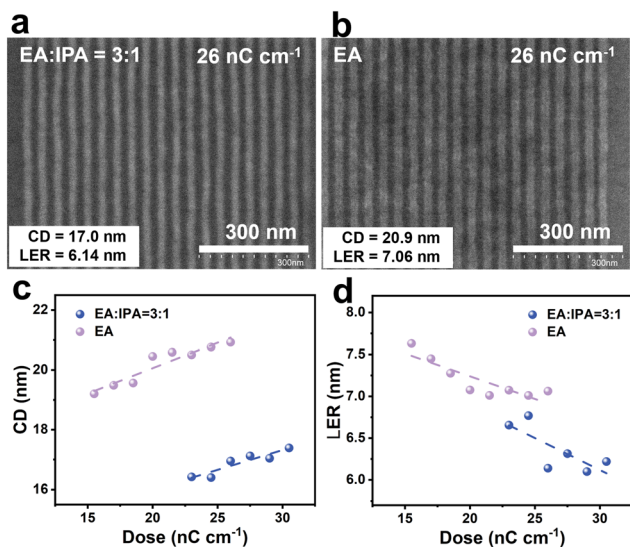 a
EA:IPA = 3:1
26 nC cm⁻¹
CD = 17.0 nm
LER = 6.14 nm
300 nm
300nm
b
EA
26 nC cm⁻¹
CD = 20.9 nm
LER = 7.06 nm
300 nm
300nm
c
EA:IPA=3:1
EA
CD (nm)
22
20
18
16
15
20
25
30
Dose (nC cm⁻¹)
d
EA:IPA=3:1
EA
LER (nm)
8.0
7.5
7.0
6.5
6.0
15
20
25
30
Dose (nC cm⁻¹)